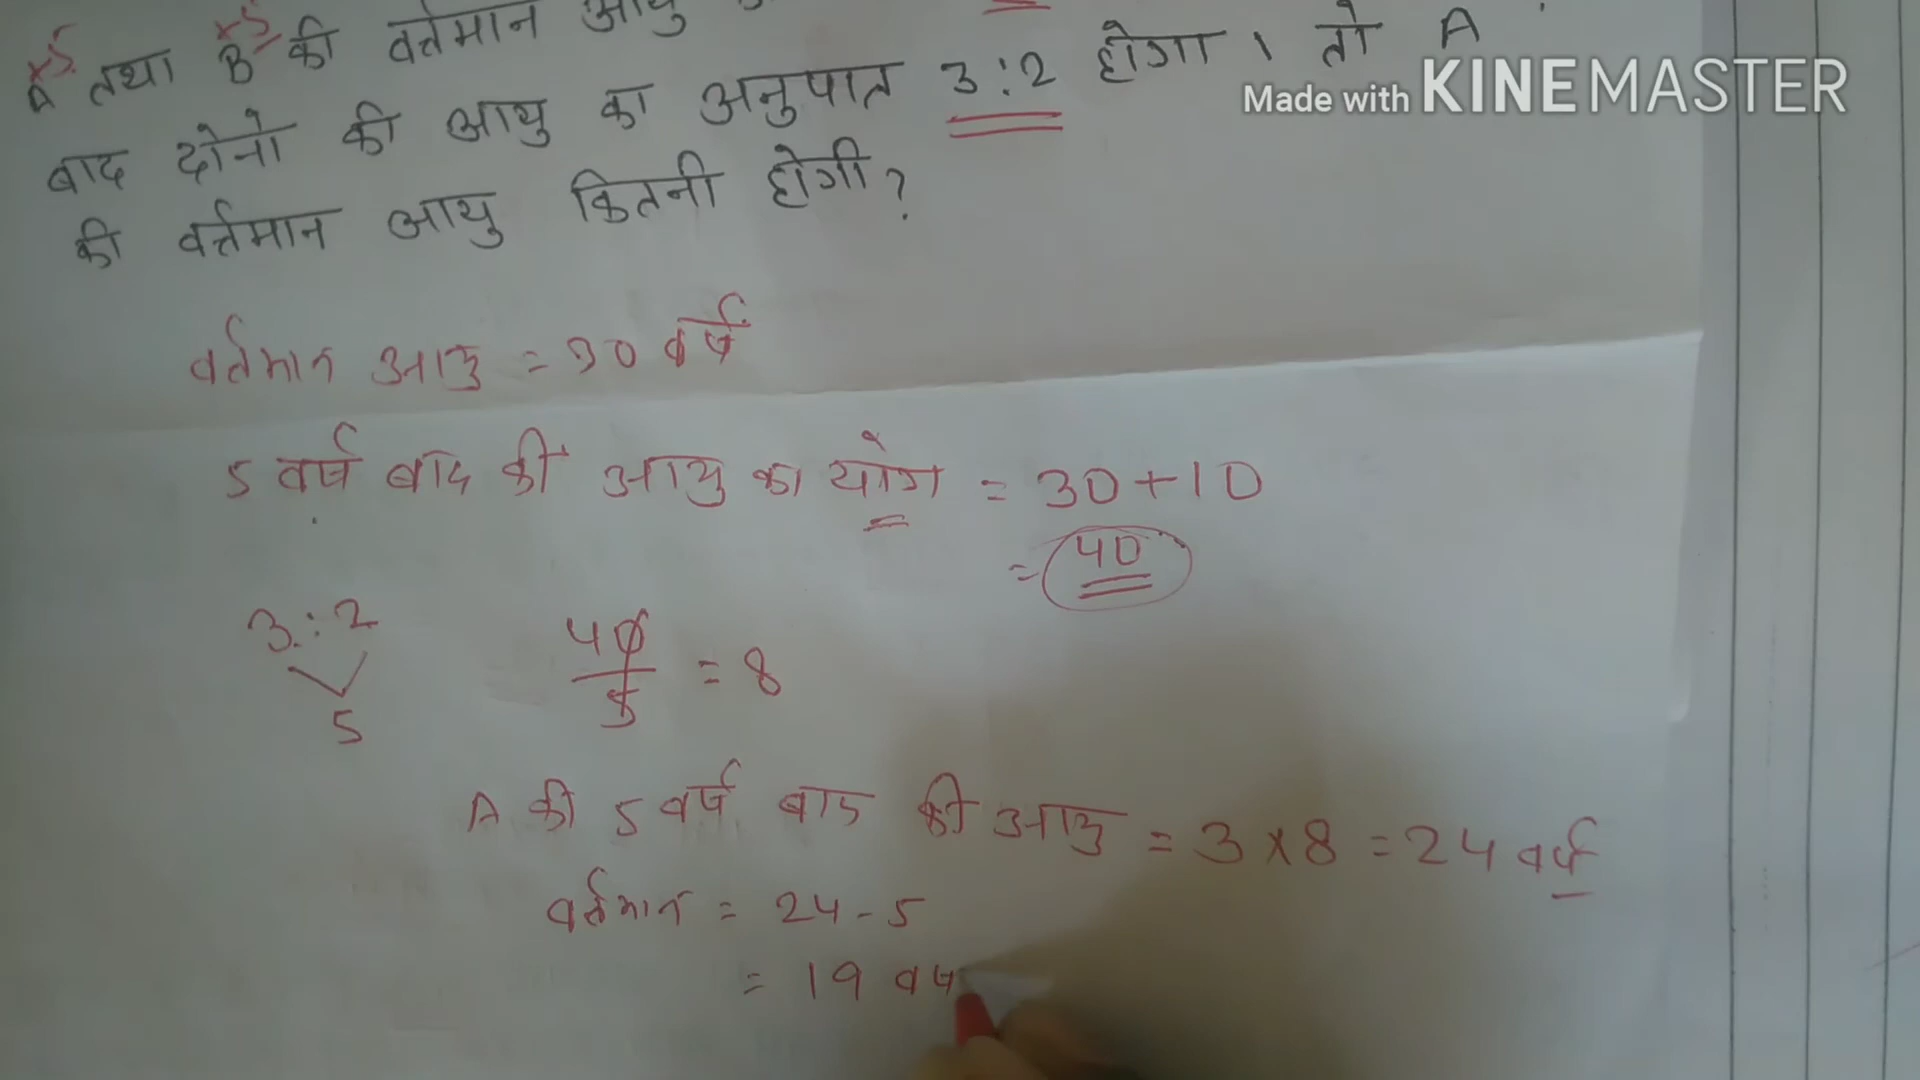 +5 +5
A तथा B की वर्त्तमान आयु
बाद दोनो की आयु का अनुपात 3:2 होगा । तो A
की वर्त्तमान आयु कितनी होगी?
Made with KINEMASTER
वर्तमान आयु = 30 वर्ष
5 वर्ष बाद की आयु का योग = 30+10
= 40
3:2
5
40/5 = 8
A की 5 वर्ष बाद की आयु = 3×8 = 24 वर्ष
वर्तमान = 24-5
= 19 वर्ष